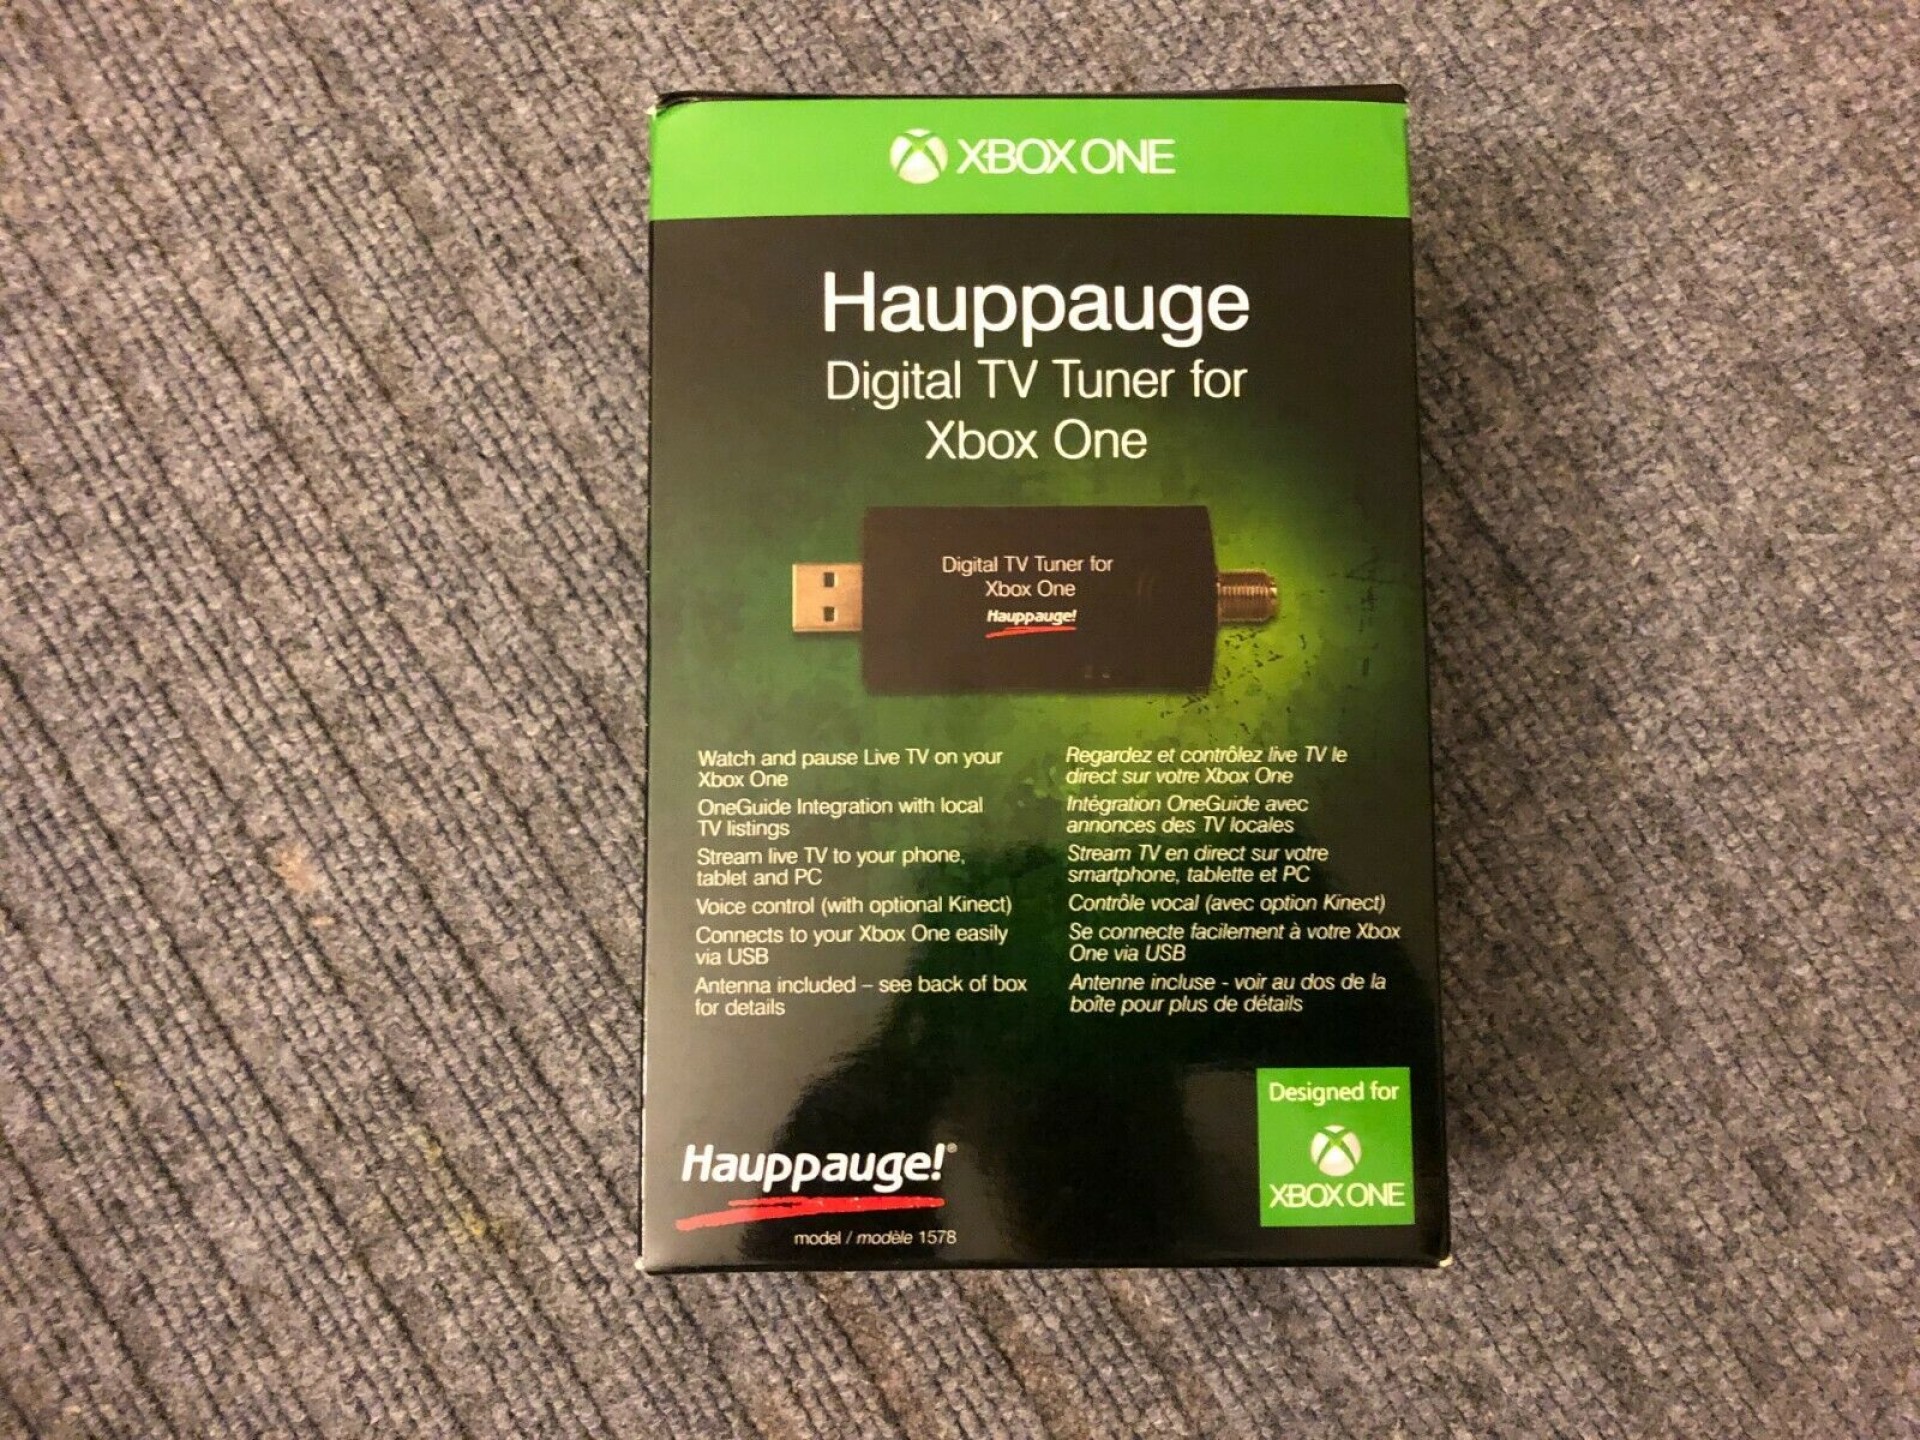 XBOX ONE
Hauppauge
Digital TV Tuner for
Xbox One
Digital TV Tuner for
Xbox One
Hauppauge!
Watch and pause Live TV on your
Xbox One
OneGuide Integration with local
TV listings
Stream live TV to your phone,
tablet and PC
Voice control (with optional Kinect)
Connects to your Xbox One easily
via USB
Antenna included – see back of box
for details
Regardez et contrôlez live TV le
direct sur votre Xbox One
Intégration OneGuide avec
annonces des TV locales
Stream TV en direct sur votre
smartphone, tablette et PC
Contrôle vocal (avec option Kinect)
Se connecte facilement à votre Xbox
One via USB
Antenne incluse - voir au dos de la
boîte pour plus de détails
Hauppauge!®
model / modèle 1578
Designed for
XBOX ONE